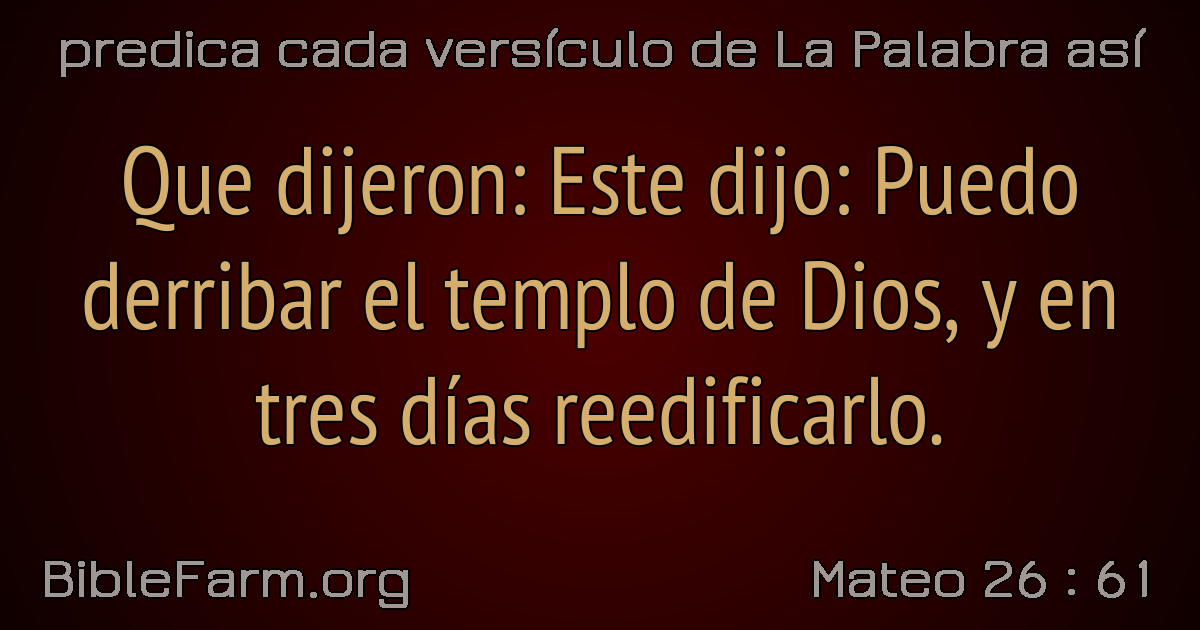 predica cada versículo de La Palabra así
Que dijeron: Este dijo: Puedo
derribar el templo de Dios, y en
tres días reedificarlo.
BibleFarm.org
Mateo 26 : 61